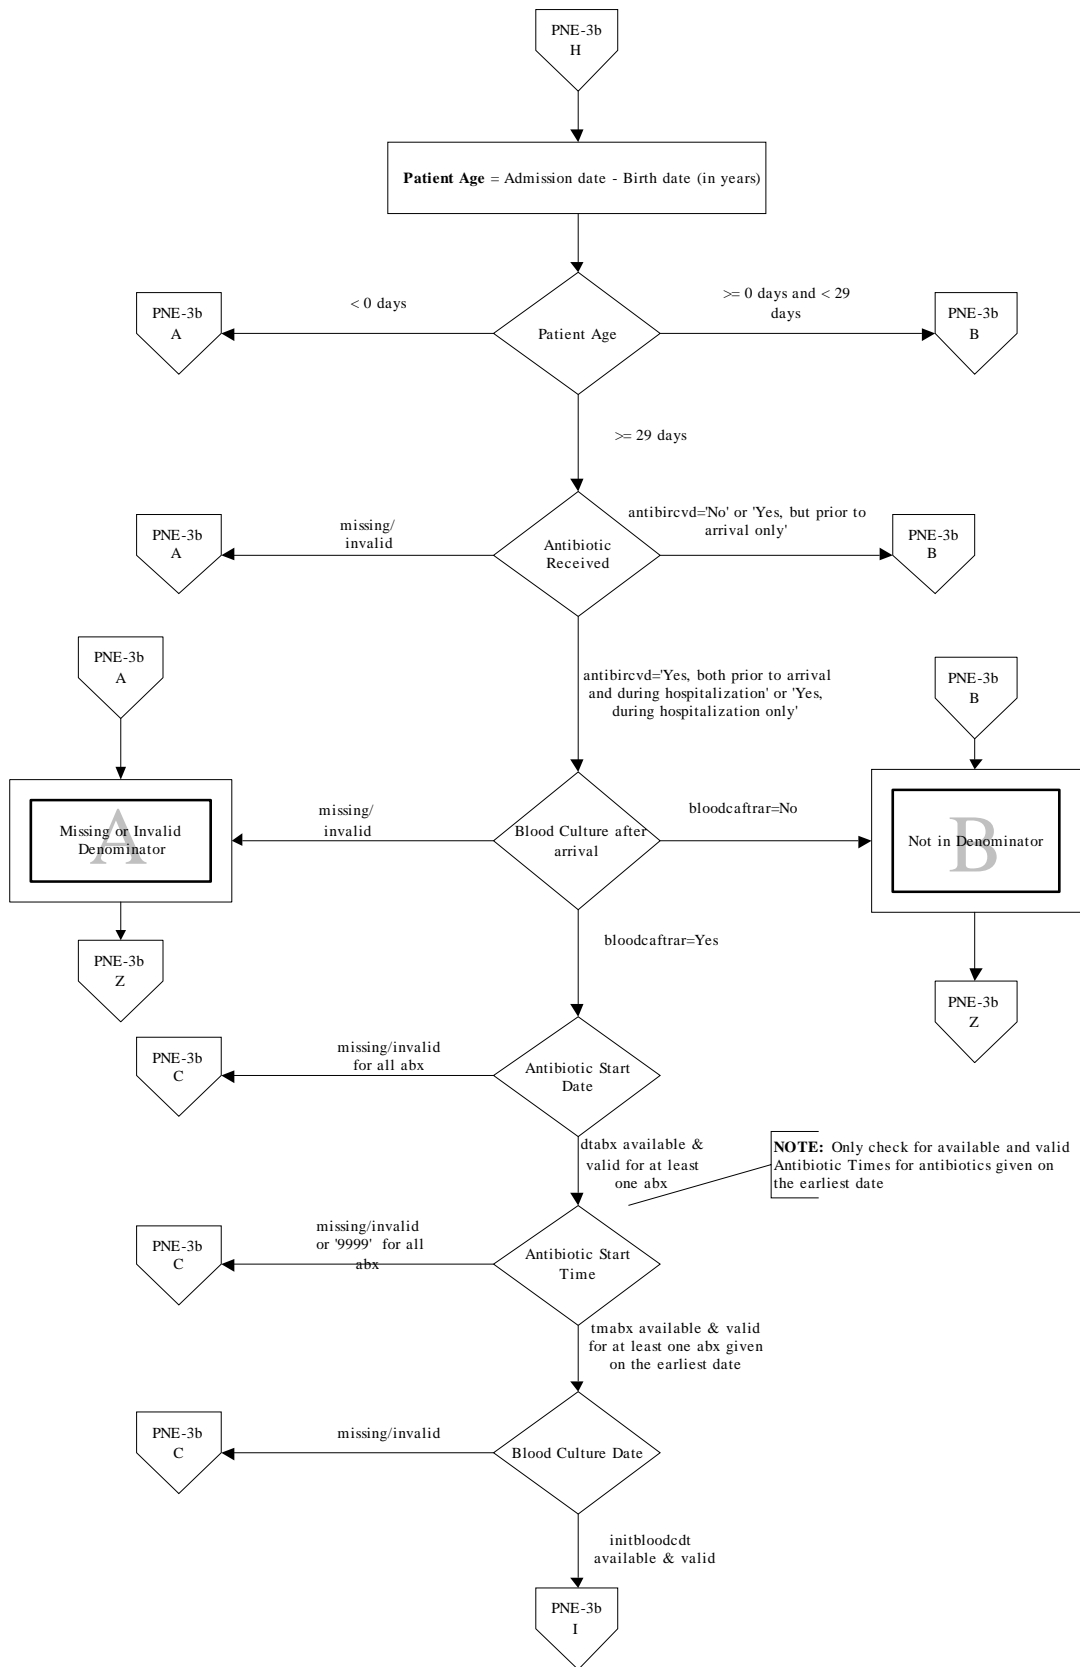 PNE-3b
H
Patient Age = Admission date - Birth date (in years)
PNE-3b
A
< 0 days
Patient Age
>= 0 days and < 29
days
PNE-3b
B
>= 29 days
PNE-3b
A
missing/
invalid
Antibiotic
Received
antibircvd='No' or 'Yes, but prior to
arrival only'
PNE-3b
B
PNE-3b
A
antibircvd='Yes, both prior to arrival
and during hospitalization' or 'Yes,
during hospitalization only'
PNE-3b
B
A
Missing or Invalid
Denominator
missing/
invalid
Blood Culture after
arrival
bloodcaftrar=No
B
Not in Denominator
PNE-3b
Z
bloodcaftrar=Yes
PNE-3b
Z
PNE-3b
C
missing/invalid
for all abx
Antibiotic Start
Date
dtabx available &
valid for at least
one abx
NOTE: Only check for available and valid
Antibiotic Times for antibiotics given on
the earliest date
PNE-3b
C
missing/invalid
or '9999' for all
abx
Antibiotic Start
Time
tmabx available & valid
for at least one abx given
on the earliest date
PNE-3b
C
missing/invalid
Blood Culture Date
initbloodcdt
available & valid
PNE-3b
I